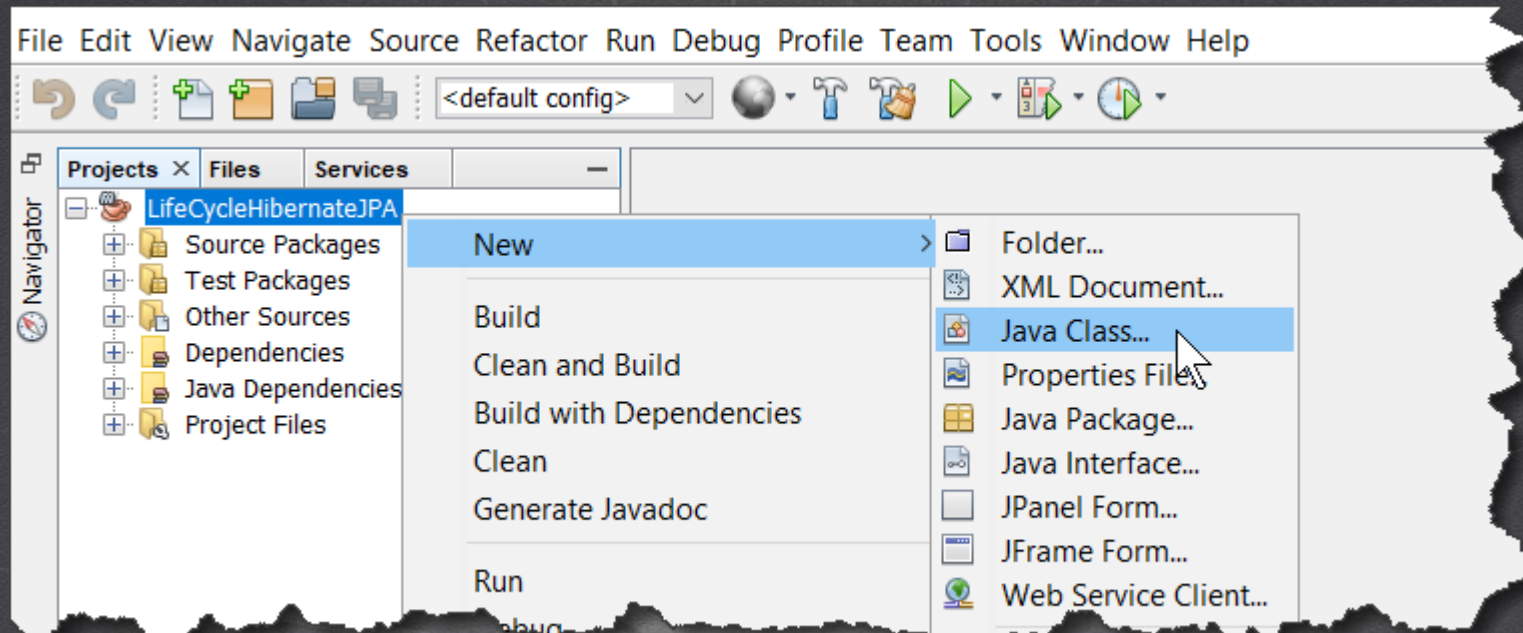 File Edit View Navigate Source Refactor Run Debug Profile Team Tools Window Help
<default config>
Projects × Files Services
Navigator
LifeCycleHibernateJPA
Source Packages
Test Packages
Other Sources
Dependencies
Java Dependencies
Project Files
New
Build
Clean and Build
Build with Dependencies
Clean
Generate Javadoc
Run
Folder...
XML Document...
Java Class...
Properties File...
Java Package...
Java Interface...
JPanel Form...
JFrame Form...
Web Service Client...